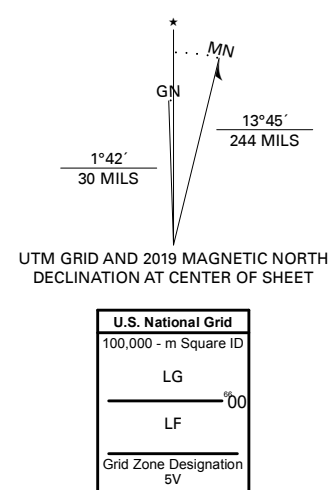 ★
MN
GN
13°45´
244 MILS
1°42´
30 MILS
UTM GRID AND 2019 MAGNETIC NORTH
DECLINATION AT CENTER OF SHEET
U.S. National Grid
100,000 - m Square ID
LG
⁶⁶00
LF
Grid Zone Designation
5V